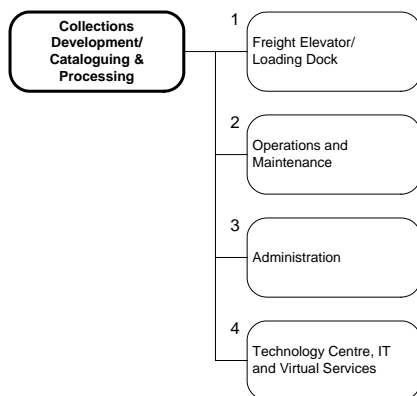 Collections
Development/
Cataloguing &
Processing
1
Freight Elevator/
Loading Dock
2
Operations and
Maintenance
3
Administration
4
Technology Centre, IT
and Virtual Services